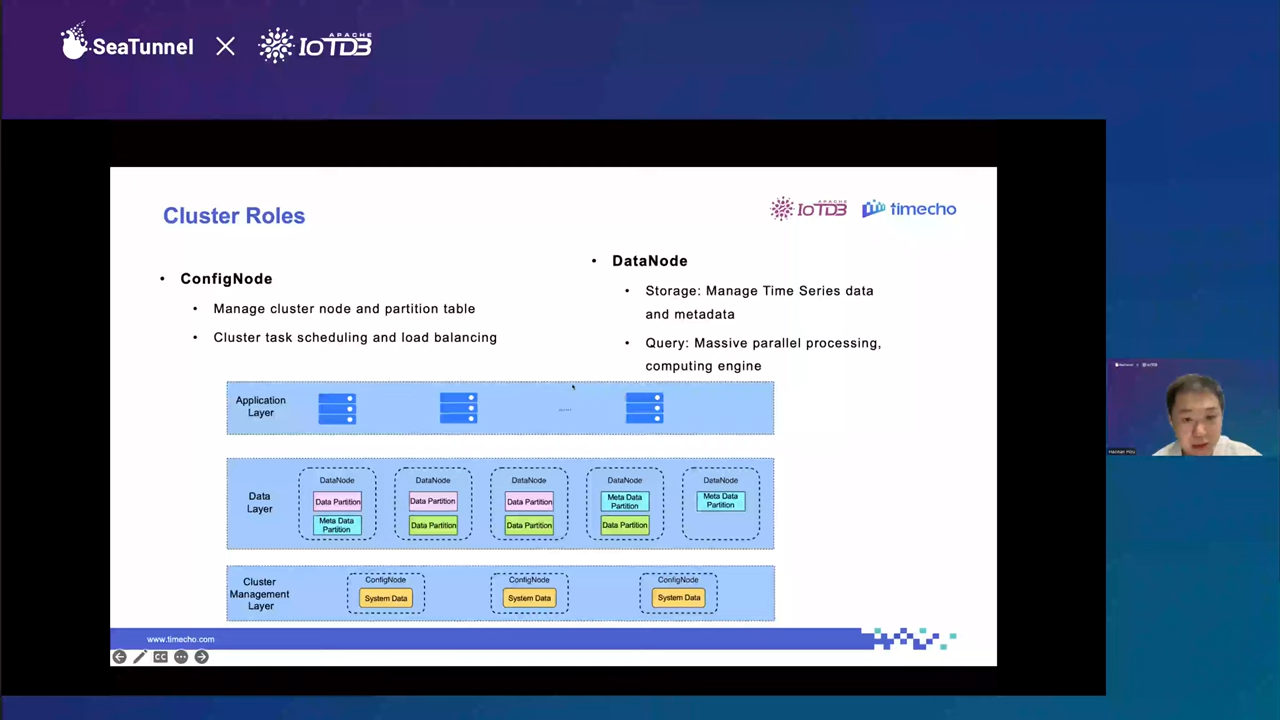 SeaTunnel
APACHE
IoTDB
Cluster Roles
APACHE
IoTDB
timecho
• ConfigNode
• Manage cluster node and partition table
• Cluster task scheduling and load balancing
• DataNode
• Storage: Manage Time Series data
and metadata
• Query: Massive parallel processing,
computing engine
Application
Layer
Data
Layer
DataNode
Data Partition
Meta Data
Partition
DataNode
Data Partition
Data Partition
DataNode
Data Partition
Data Partition
DataNode
Meta Data
Partition
Data Partition
DataNode
Meta Data
Partition
Cluster
Management
Layer
ConfigNode
System Data
ConfigNode
System Data
ConfigNode
System Data
www.timecho.com
CC